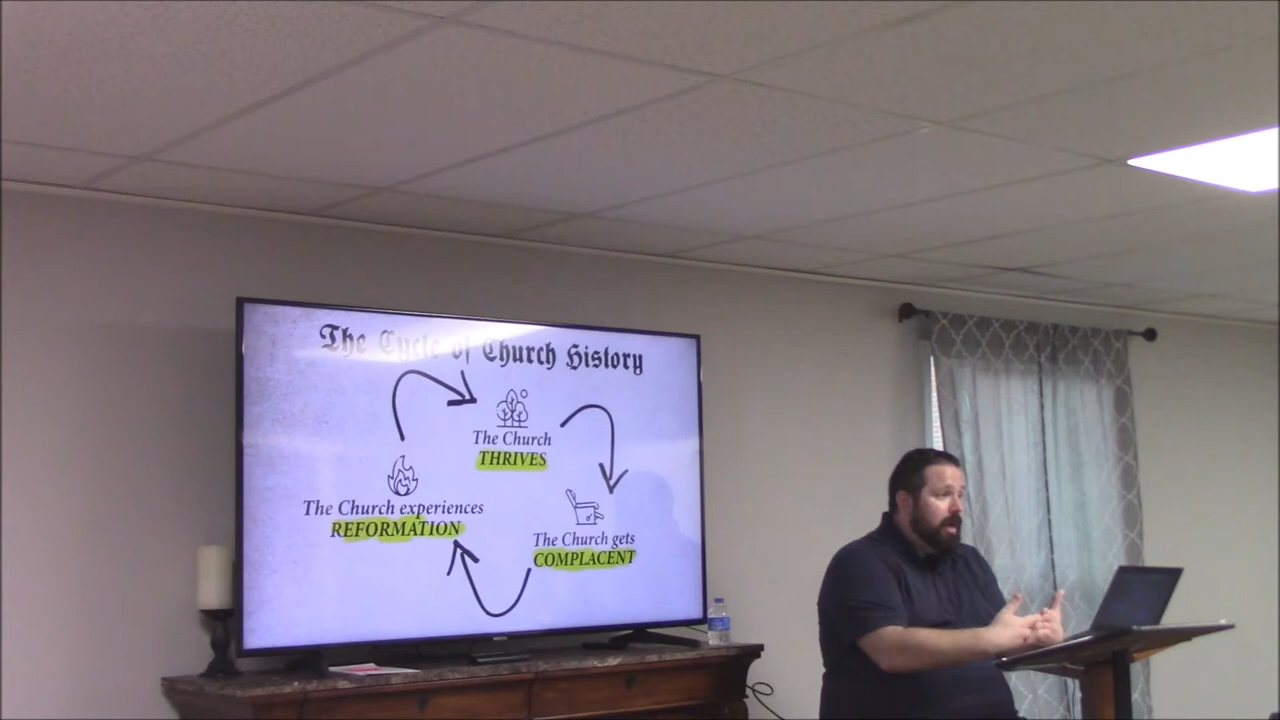 The Cycle of Church History
The Church
THRIVES
The Church experiences
REFORMATION
The Church gets
COMPLACENT